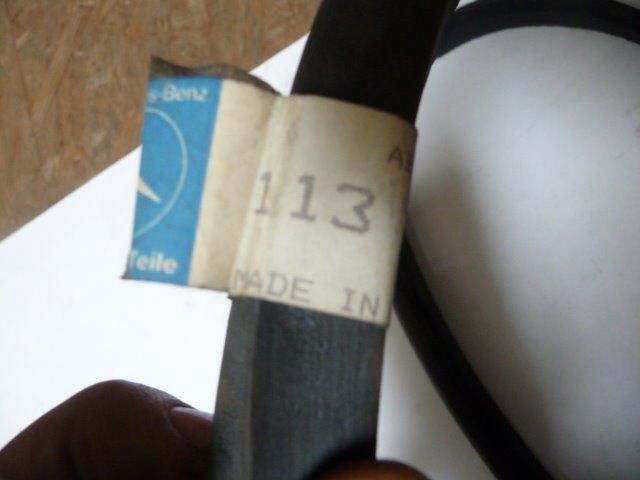 s-Benz
Teile
A
113
MADE IN